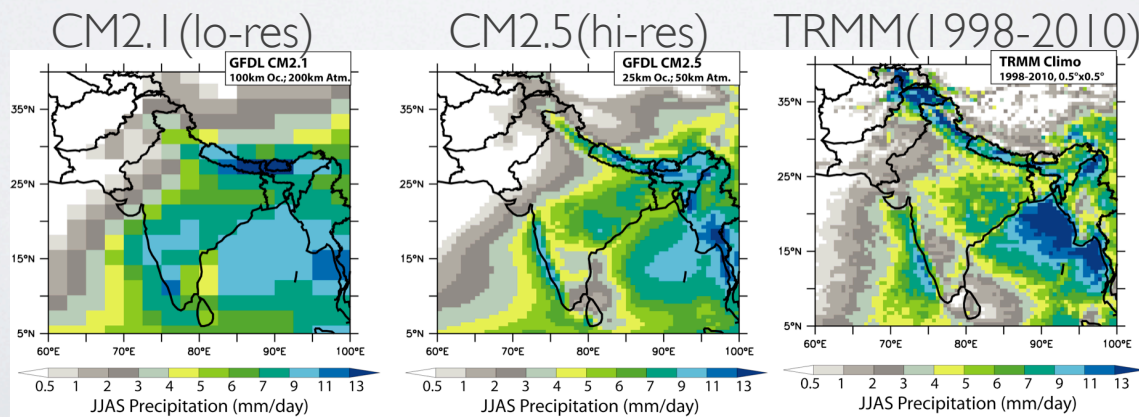 CM2.1(lo-res)
GFDL CM2.1
100km Oc.; 200km Atm.
35°N
25°N
15°N
5°N
60°E 70°E 80°E 90°E 100°E
0.5 1 2 3 4 5 6 7 9 11 13
JJAS Precipitation (mm/day)
CM2.5(hi-res)
GFDL CM2.5
25km Oc.; 50km Atm.
35°N
25°N
15°N
5°N
60°E 70°E 80°E 90°E 100°E
0.5 1 2 3 4 5 6 7 9 11 13
JJAS Precipitation (mm/day)
TRMM(1998-2010)
TRMM Climo
1998-2010, 0.5°x0.5°
35°N
25°N
15°N
5°N
60°E 70°E 80°E 90°E 100°E
0.5 1 2 3 4 5 6 7 9 11 13
JJAS Precipitation (mm/day)